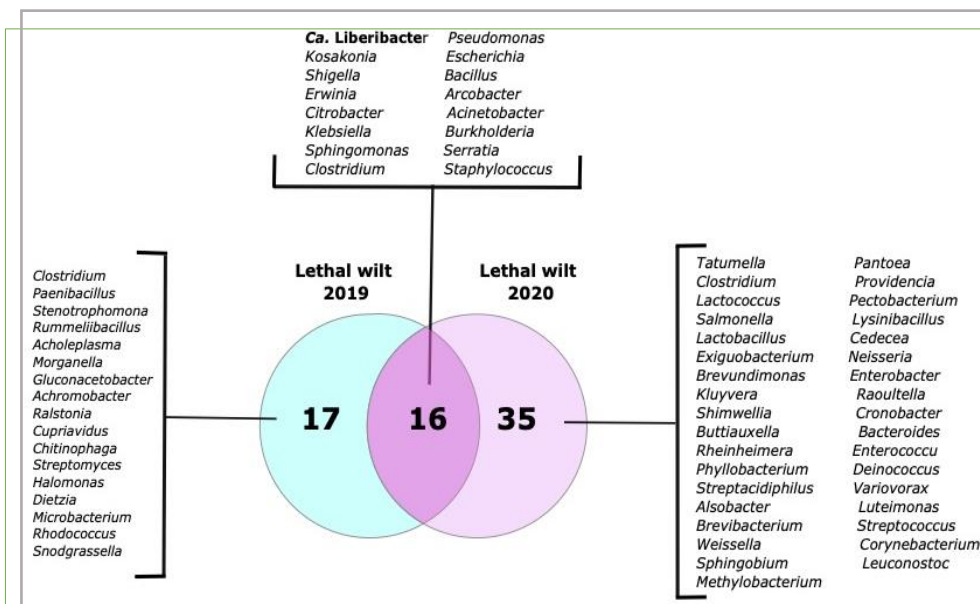 Ca. Liberibacter Pseudomonas
Kosakonia Escherichia
Shigella Bacillus
Erwinia Arcobacter
Citrobacter Acinetobacter
Klebsiella Burkholderia
Sphingomonas Serratia
Clostridium Staphylococcus
Lethal wilt
2019
Lethal wilt
2020
17
16
35
Clostridium
Paenibacillus
Stenotrophomona
Rummeliibacillus
Acholeplasma
Morganella
Gluconacetobacter
Achromobacter
Ralstonia
Cupriavidus
Chitinophaga
Streptomyces
Halomonas
Dietzia
Microbacterium
Rhodococcus
Snodgrassella
Tatumella Pantoea
Clostridium Providencia
Lactococcus Pectobacterium
Salmonella Lysinibacillus
Lactobacillus Cedecea
Exiguobacterium Neisseria
Brevundimonas Enterobacter
Kluyvera Raoultella
Shimwellia Cronobacter
Buttiauxella Bacteroides
Rheinheimera Enterococcu
Phyllobacterium Deinococcus
Streptacidiphilus Variovorax
Alsobacter Luteimonas
Brevibacterium Streptococcus
Weissella Corynebacterium
Sphingobium Leuconostoc
Methylobacterium